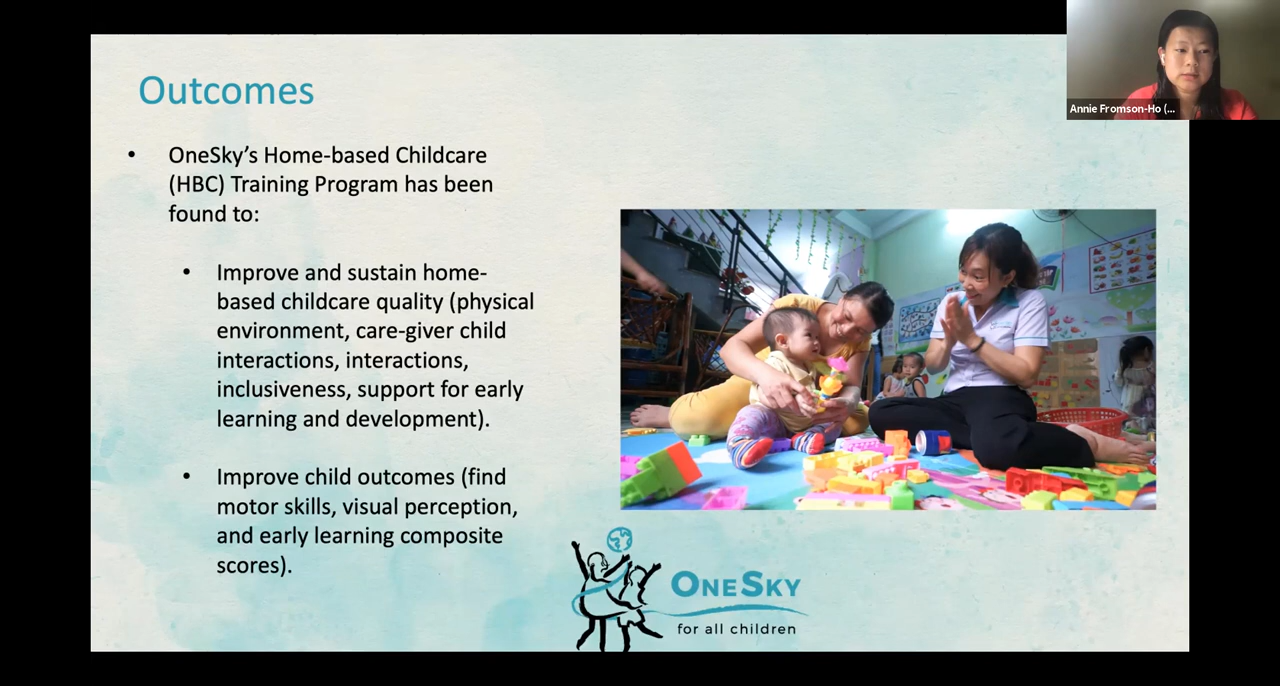 Outcomes
• OneSky’s Home-based Childcare
(HBC) Training Program has been
found to:
• Improve and sustain home-
based childcare quality (physical
environment, care-giver child
interactions, interactions,
inclusiveness, support for early
learning and development).
• Improve child outcomes (find
motor skills, visual perception,
and early learning composite
scores).
ONESKY
for all children
Annie Fromson-Ho (...